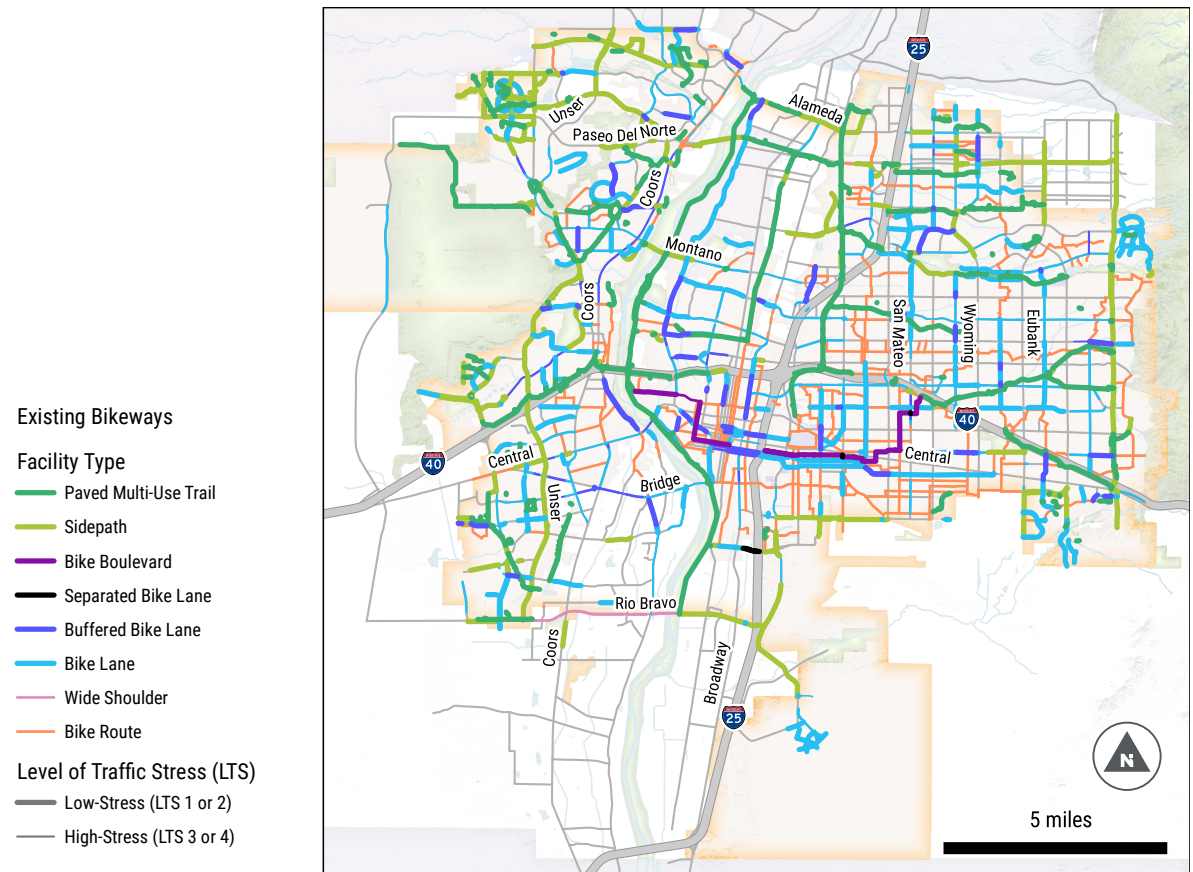 Existing Bikeways
Facility Type
Paved Multi-Use Trail
Sidepath
Bike Boulevard
Separated Bike Lane
Buffered Bike Lane
Bike Lane
Wide Shoulder
Bike Route
Level of Traffic Stress (LTS)
Low-Stress (LTS 1 or 2)
High-Stress (LTS 3 or 4)
25
Alameda
Unser
Paseo Del Norte
Coors
Montano
Coors
San Mateo
Wyoming
Eubank
40
Central
40
Central
Bridge
Unser
Rio Bravo
Coors
Broadway
25
N
5 miles